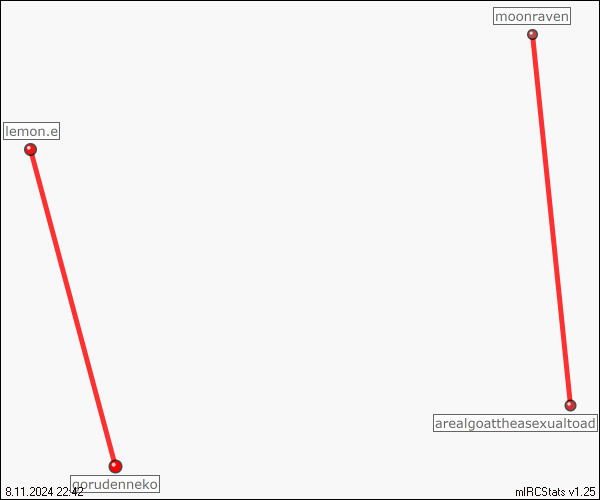 moonraven
lemon.e
arealgoattheasexualtoad
gorudenneko
8.11.2024 22:42
mIRCStats v1.25